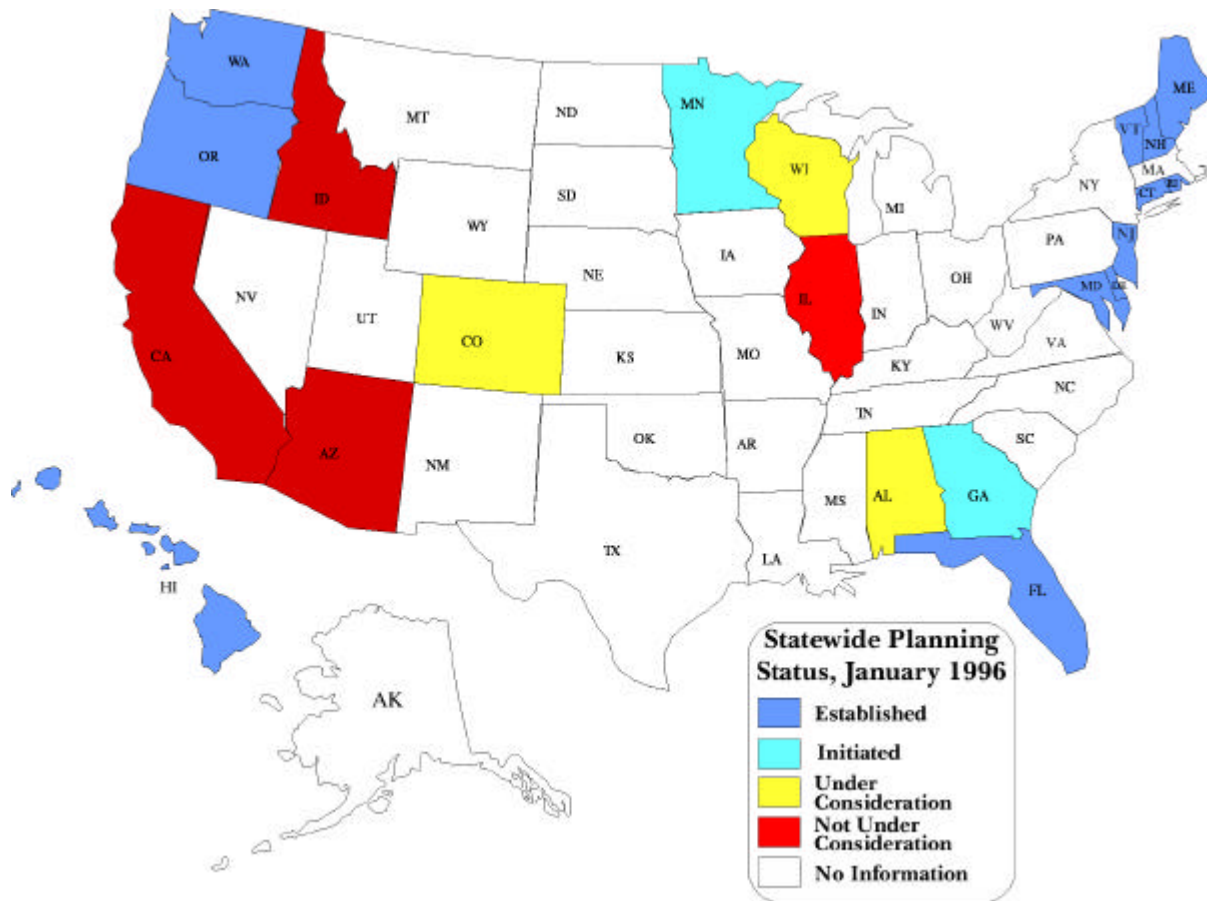 WA
ME
MT
ND
MN
VT
NH
OR
WI
MA
ID
SD
NY
CT
RI
WY
MI
IA
PA
NJ
NE
OH
MD
DE
NV
IL
IN
UT
WV
CO
VA
CA
KS
MO
KY
NC
TN
AZ
OK
AR
SC
NM
MS
AL
GA
TX
LA
HI
FL
AK
Statewide Planning
Status, January 1996
Established
Initiated
Under
Consideration
Not Under
Consideration
No Information